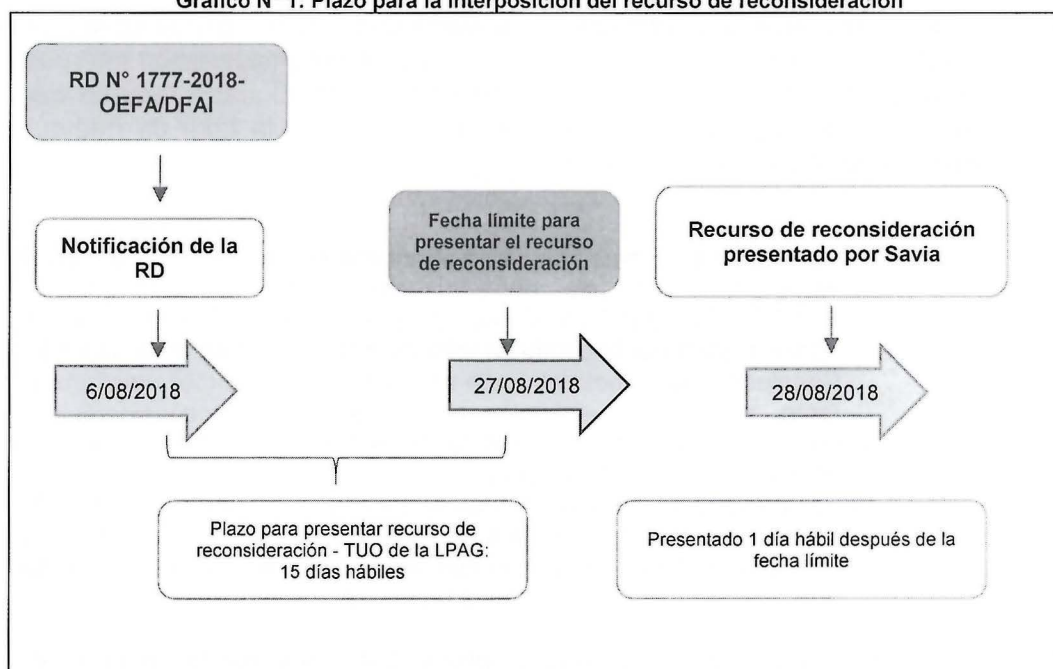 Gráfico N° 1: Plazo para la interposición del recurso de reconsideración
RD N° 1777-2018-
OEFA/DFAI
Notificación de la
RD
Fecha límite para
presentar el recurso
de reconsideración
Recurso de reconsideración
presentado por Savia
6/08/2018
27/08/2018
28/08/2018
Plazo para presentar recurso de
reconsideración - TUO de la LPAG:
15 días hábiles
Presentado 1 día hábil después de la
fecha límite